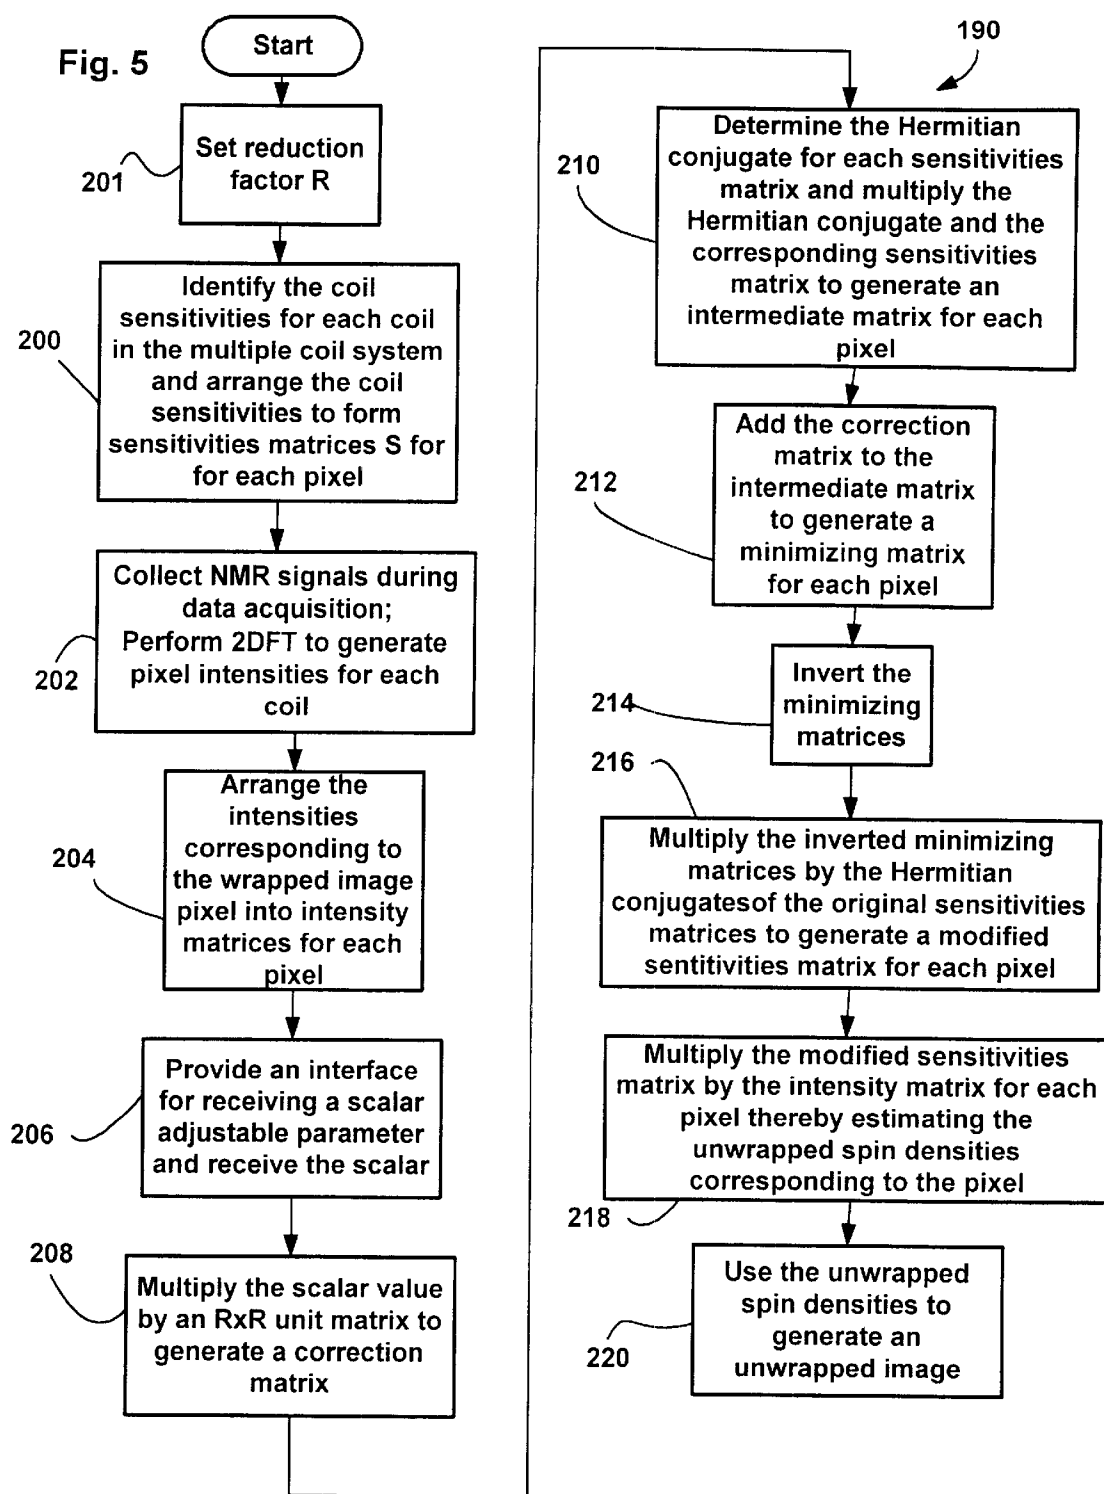 Fig. 5
Start
Set reduction
factor R
201
Identify the coil
sensitivities for each coil
in the multiple coil system
and arrange the coil
sensitivities to form
sensitivities matrices S for
for each pixel
200
Collect NMR signals during
data acquisition;
Perform 2DFT to generate
pixel intensities for each
coil
202
Arrange the
intensities
corresponding to
the wrapped image
pixel into intensity
matrices for each
pixel
204
Provide an interface
for receiving a scalar
adjustable parameter
and receive the scalar
206
208
Multiply the scalar value
by an RxR unit matrix to
generate a correction
matrix
190
Determine the Hermitian
conjugate for each sensitivities
matrix and multiply the
Hermitian conjugate and the
corresponding sensitivities
matrix to generate an
intermediate matrix for each
pixel
210
Add the correction
matrix to the
intermediate matrix
to generate a
minimizing matrix
for each pixel
212
Invert the
minimizing
matrices
214
216
Multiply the inverted minimizing
matrices by the Hermitian
conjugatesof the original sensitivities
matrices to generate a modified
sentitivities matrix for each pixel
Multiply the modified sensitivities
matrix by the intensity matrix for each
pixel thereby estimating the
unwrapped spin densities
corresponding to the pixel
218
Use the unwrapped
spin densities to
generate an
unwrapped image
220